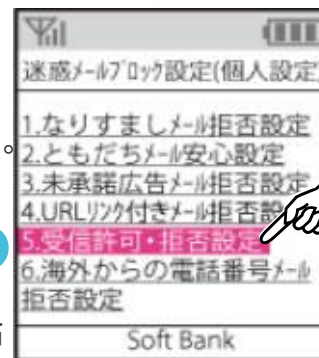 迷惑メールブロック設定(個人設定)
1.なりすましメール拒否設定
2.ともだちメール安心設定
3.未承諾広告メール拒否設定
4.URLリンク付きメール拒否設
5.受信許可・拒否設定
6.海外からの電話番号メール
拒否設定
Soft Bank